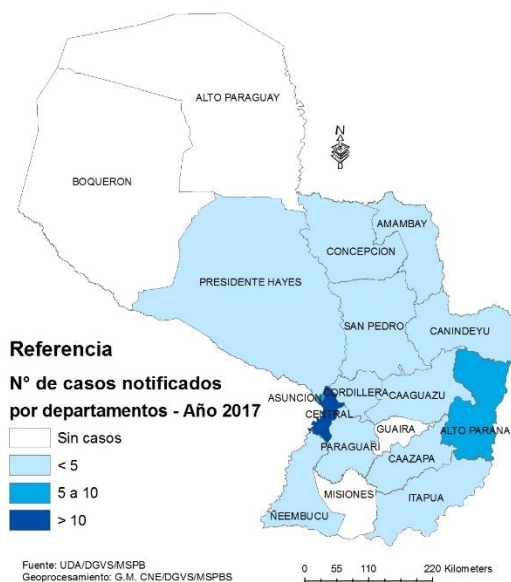 ALTO PARAGUAY
N
BOQUERON
AMAMBAY
CONCEPCION
PRESIDENTE HAYES
SAN PEDRO
CANINDEYU
Referencia
N° de casos notificados
por departamentos - Año 2017
Sin casos
< 5
5 a 10
> 10
ASUNCION
CORDILLERA
CAAGUAZU
CENTRAL
GUAIRA
ALTO PARANA
PARAGUARI
CAAZAPA
MISIONES
ITAPUA
ÑEEMBUCU
Fuente: UDA/DGVS/MSPB
Geoprocesamiento: G.M. CNE/DGVS/MSPBS
0 55 110 220 Kilometers